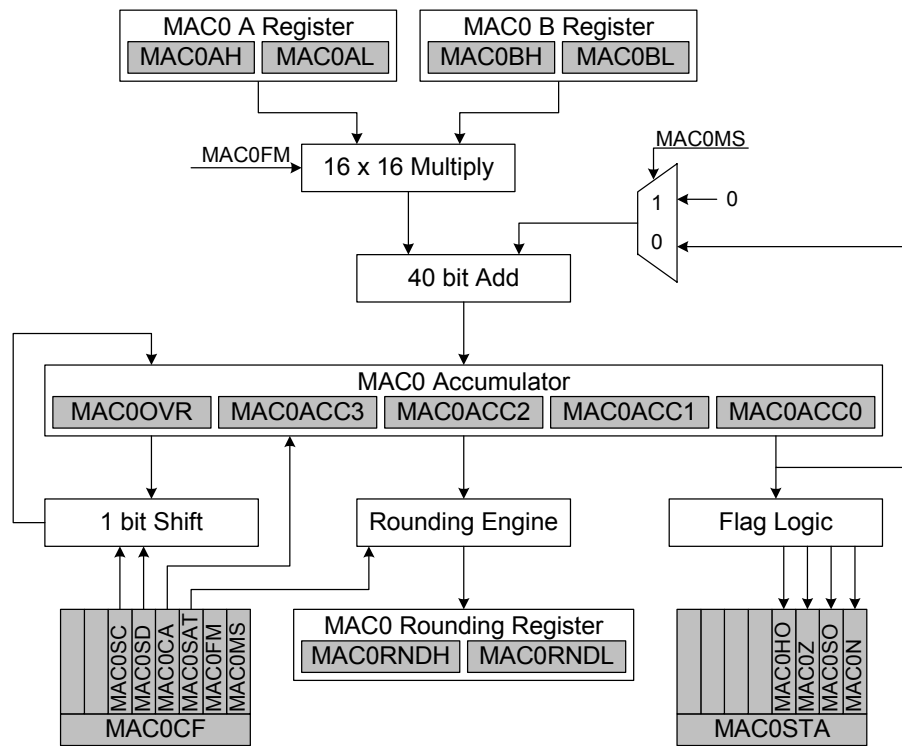 MAC0 A Register
MAC0AH MAC0AL
MAC0 B Register
MAC0BH MAC0BL
MAC0FM
16 x 16 Multiply
MAC0MS
1
0
0
40 bit Add
MAC0 Accumulator
MAC0OVR MAC0ACC3 MAC0ACC2 MAC0ACC1 MAC0ACC0
1 bit Shift
Rounding Engine
Flag Logic
MAC0SC
MAC0SD
MAC0CA
MAC0SAT
MAC0FM
MAC0MS
MAC0CF
MAC0 Rounding Register
MAC0RNDH MAC0RNDL
MAC0HO
MAC0Z
MAC0SO
MAC0N
MAC0STA